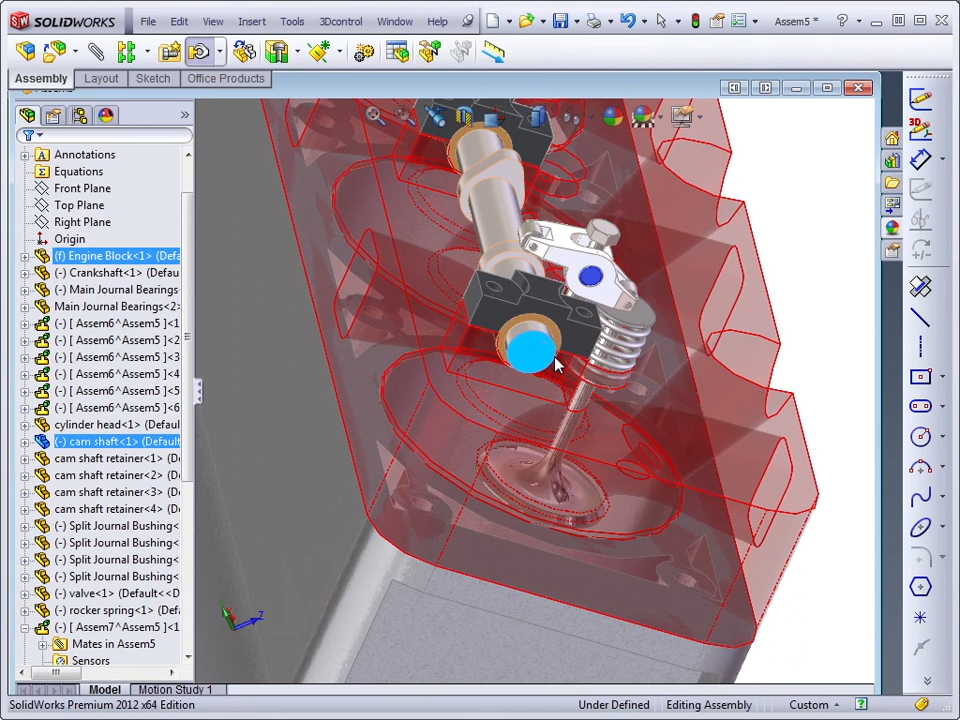 SOLIDWORKS File Edit View Insert Tools 3Dcontrol Window Help Assem5 * ?
Assembly Layout Sketch Office Products
A Annotations
Σ Equations
Front Plane
Top Plane
Right Plane
Origin
(f) Engine Block<1> (Defa
(-) Crankshaft<1> (Defau
(-) Main Journal Bearings
Main Journal Bearings<2>
(-) [ Assem6^Assem5 ]<1
(-) [ Assem6^Assem5 ]<2
(-) [ Assem6^Assem5 ]<3
(-) [ Assem6^Assem5 ]<4
(-) [ Assem6^Assem5 ]<5
(-) [ Assem6^Assem5 ]<6
cylinder head<1> (Defaul
(-) cam shaft<1> (Default
cam shaft retainer<1> (De
cam shaft retainer<2> (De
cam shaft retainer<3> (De
cam shaft retainer<4> (De
(-) Split Journal Bushing<
(-) Split Journal Bushing<
(-) Split Journal Bushing<
(-) Split Journal Bushing<
(-) valve<1> (Default<<D
(-) rocker spring<1> (Defa
(-) [ Assem7^Assem5 ]<1
Mates in Assem5
Sensors
3D
Z
Model Motion Study 1
SolidWorks Premium 2012 x64 Edition Under Defined Editing Assembly Custom ?